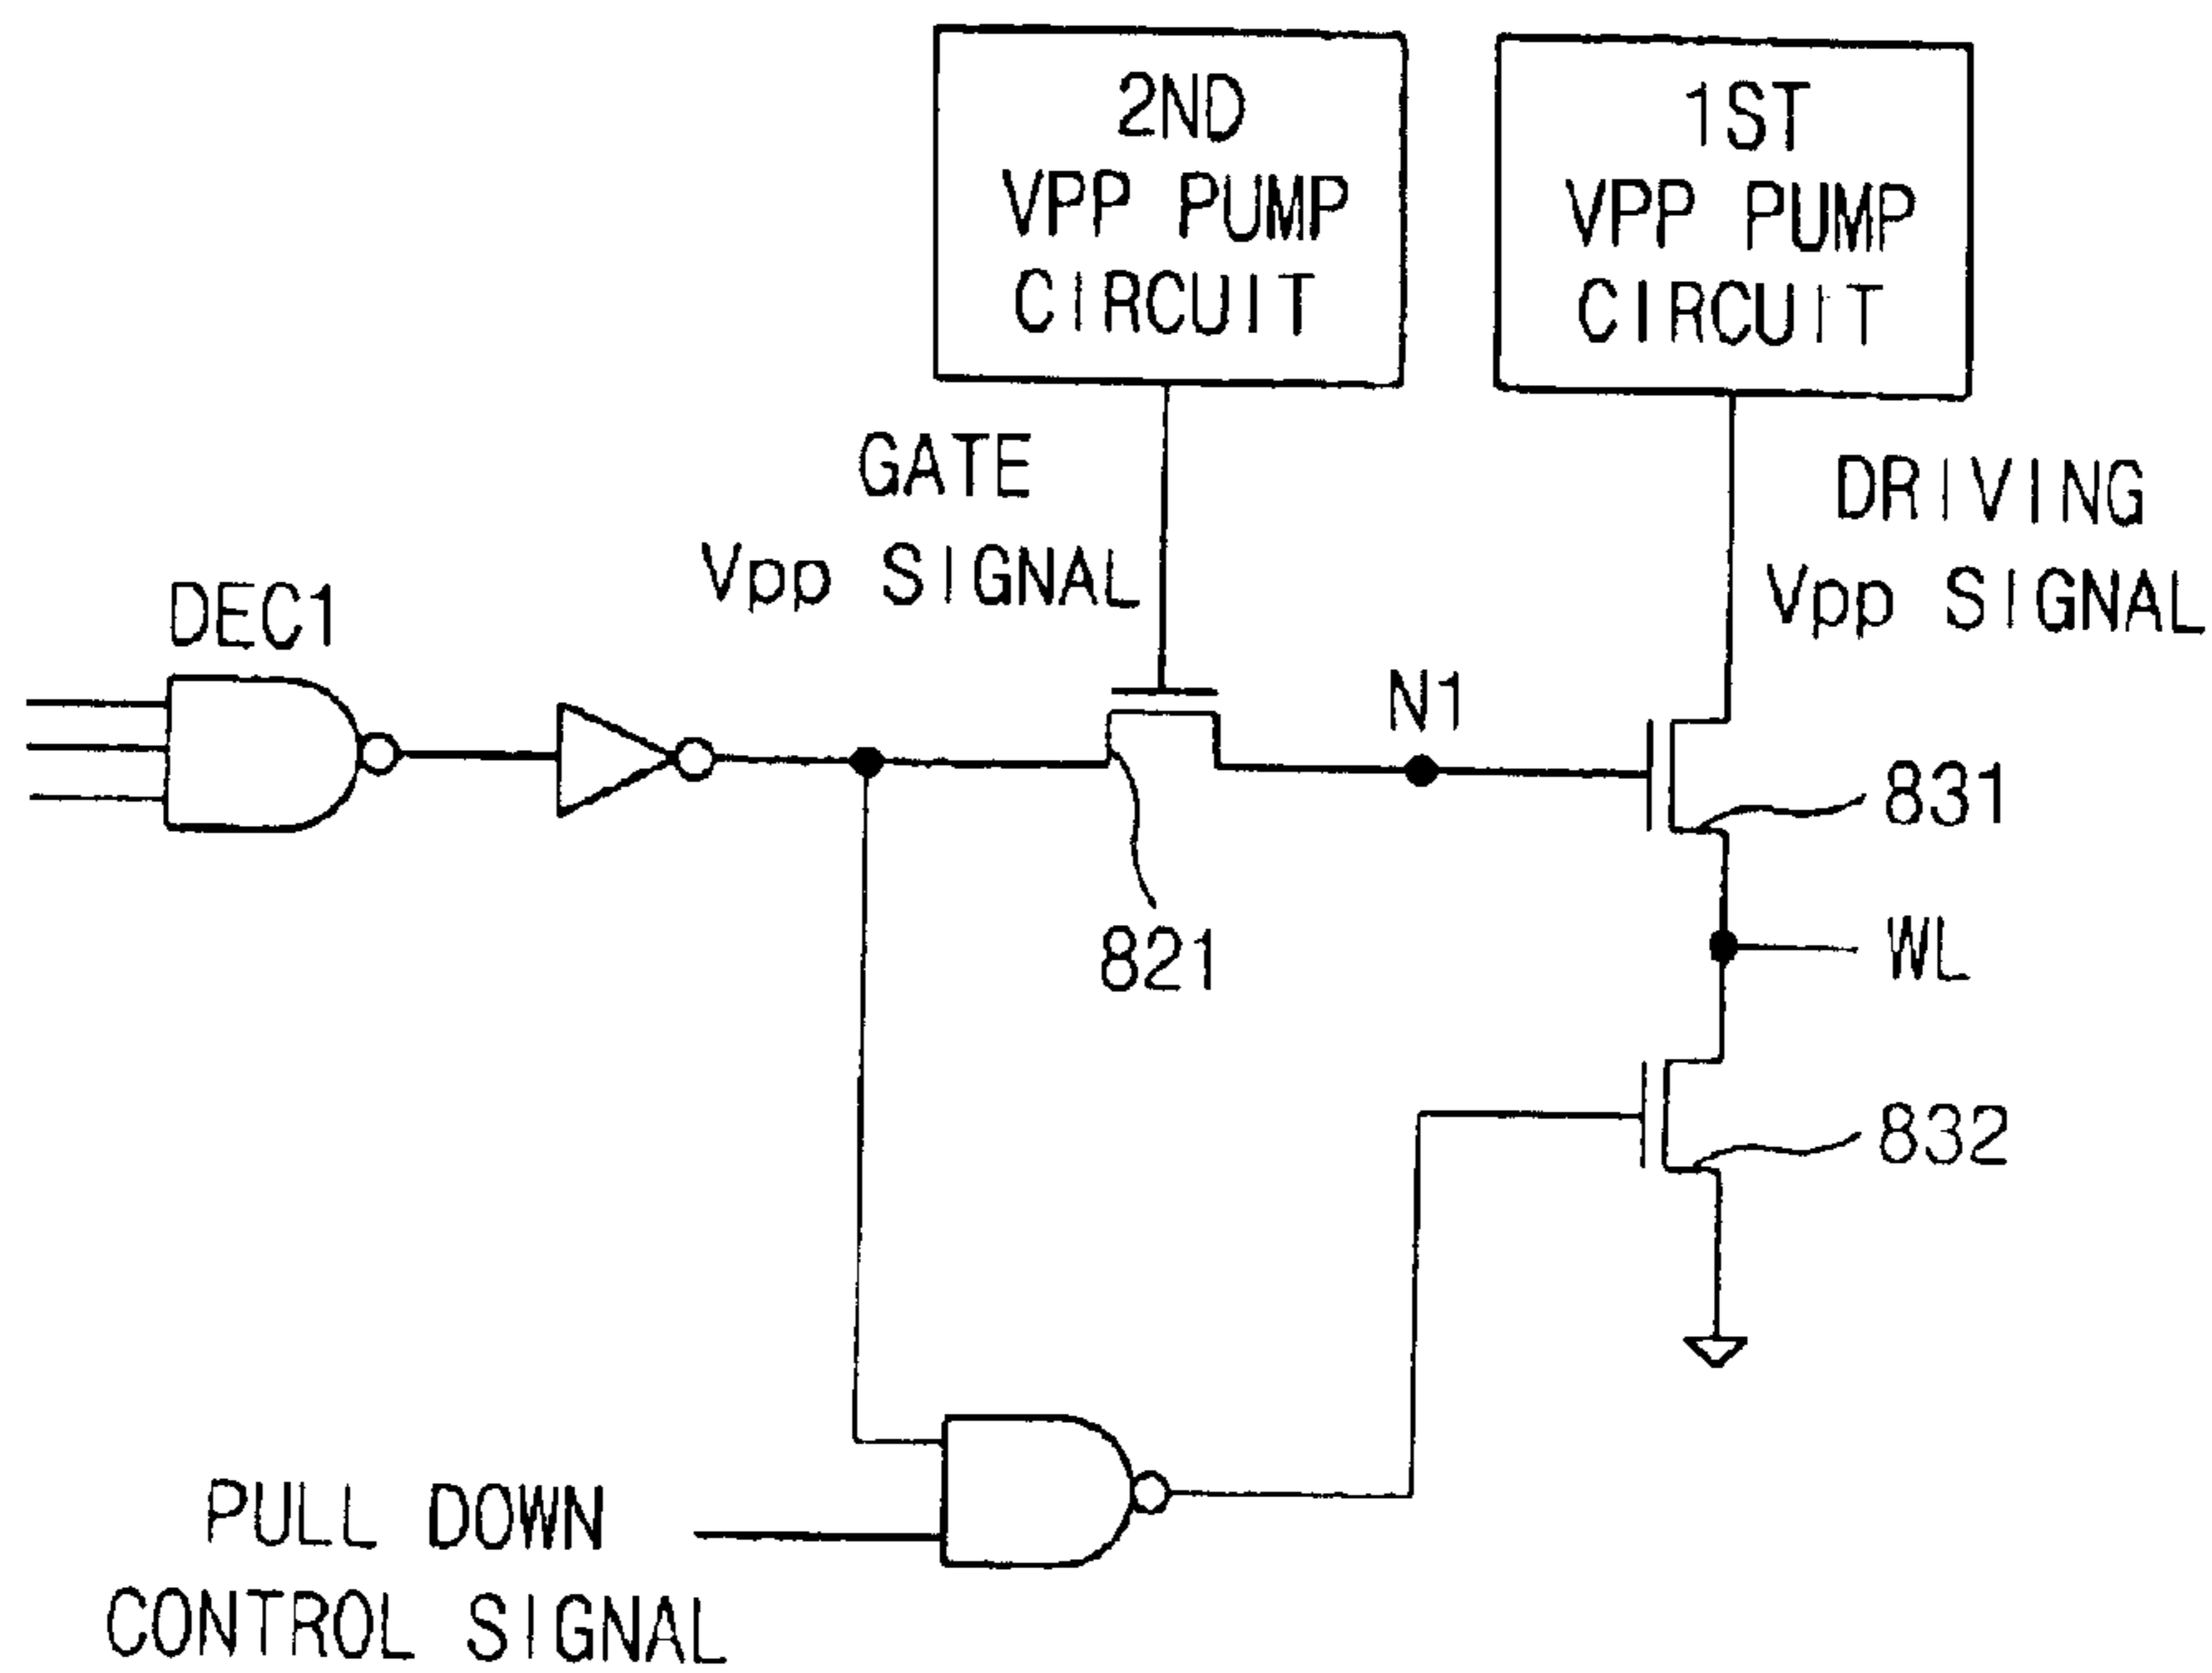 2ND
VPP PUMP
CIRCUIT
1ST
VPP PUMP
CIRCUIT
GATE
Vpp SIGNAL
DRIVING
Vpp SIGNAL
DEC1
N1
831
821
WL
832
PULL DOWN
CONTROL SIGNAL